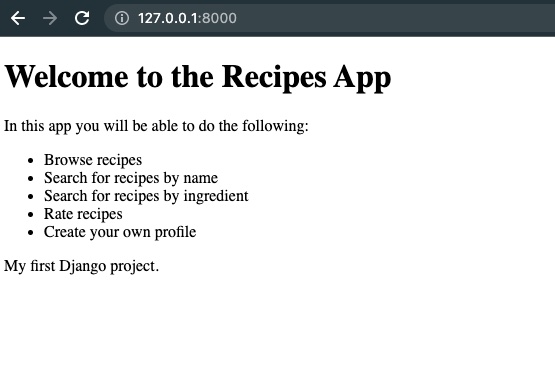 127.0.0.1:8000
Welcome to the Recipes App
In this app you will be able to do the following:
• Browse recipes
• Search for recipes by name
• Search for recipes by ingredient
• Rate recipes
• Create your own profile
My first Django project.